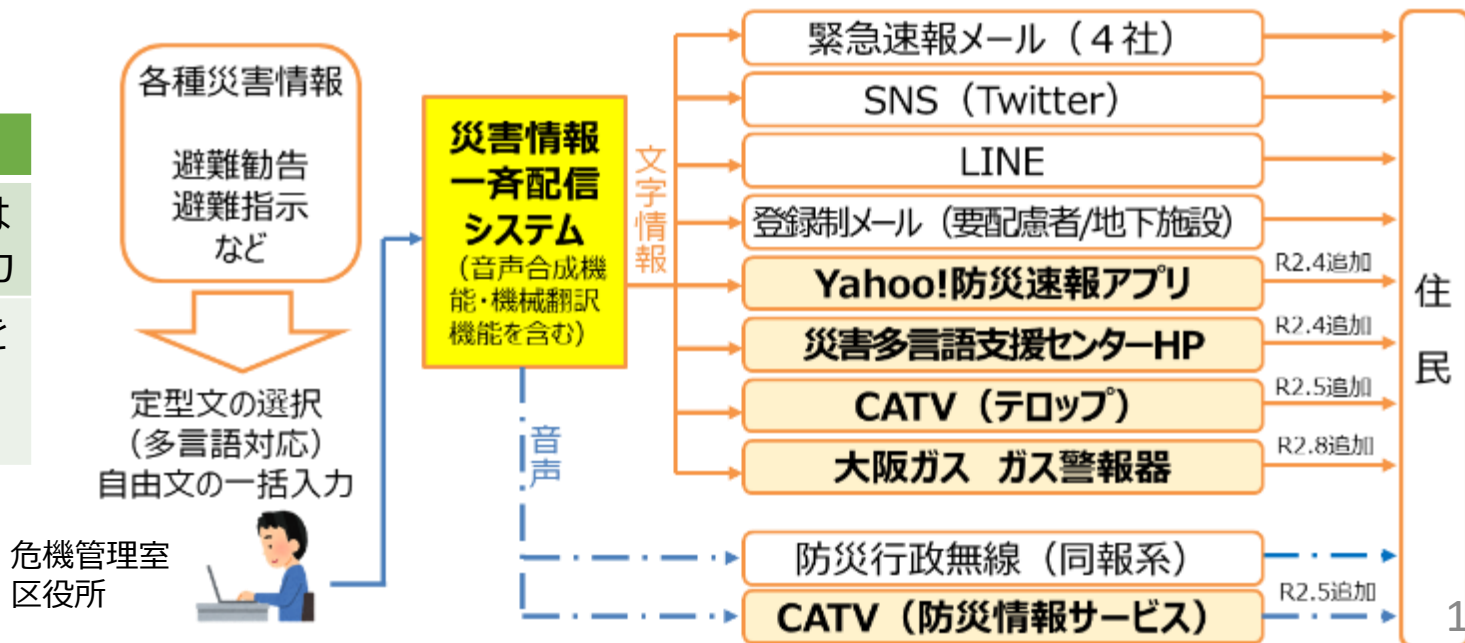 は
力
を
各種災害情報
避難勧告
避難指示
など
定型文の選択
（多言語対応）
自由文の一括入力
危機管理室
区役所
災害情報
一斉配信
システム
（音声合成機
能・機械翻訳
機能を含む）
文字情報
音声
緊急速報メール（４社）
SNS（Twitter）
LINE
登録制メール（要配慮者/地下施設）
Yahoo!防災速報アプリ
R2.4追加
災害多言語支援センターHP
R2.4追加
CATV（テロップ）
R2.5追加
大阪ガス ガス警報器
R2.8追加
防災行政無線（同報系）
CATV（防災情報サービス）
R2.5追加
住民
1